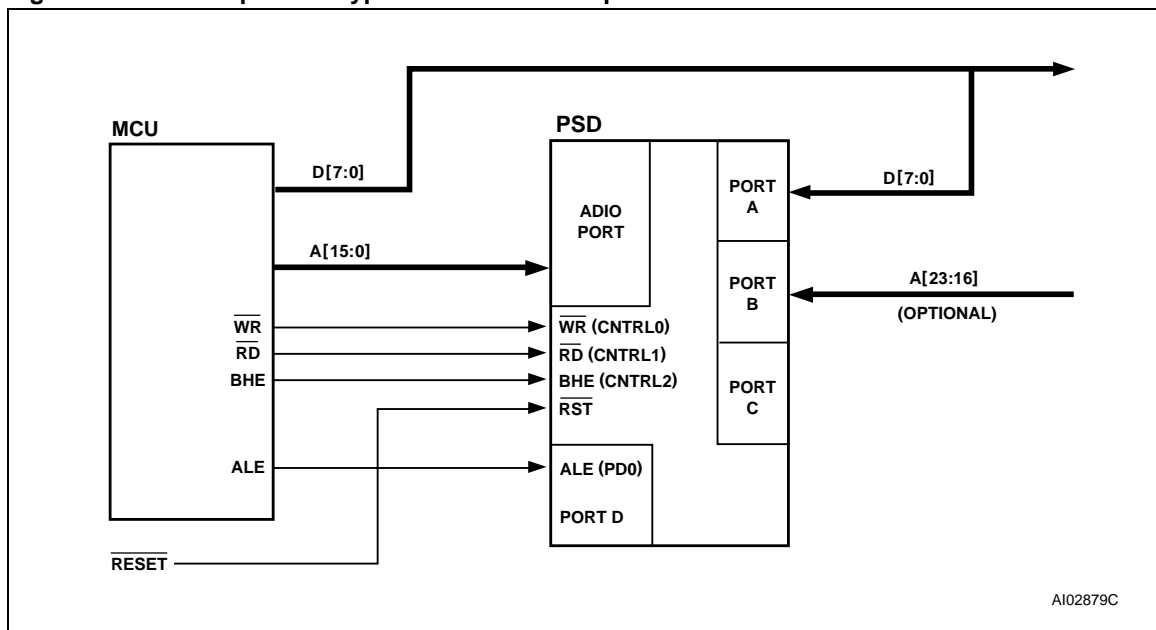 MCU
PSD
D[7:0]
D[7:0]
PORT
A
ADIO
PORT
A[15:0]
PORT
B
A[23:16]
(OPTIONAL)
WR
WR (CNTRL0)
RD
RD (CNTRL1)
BHE
BHE (CNTRL2)
PORT
C
RST
ALE
ALE (PD0)
PORT D
RESET
AI02879C